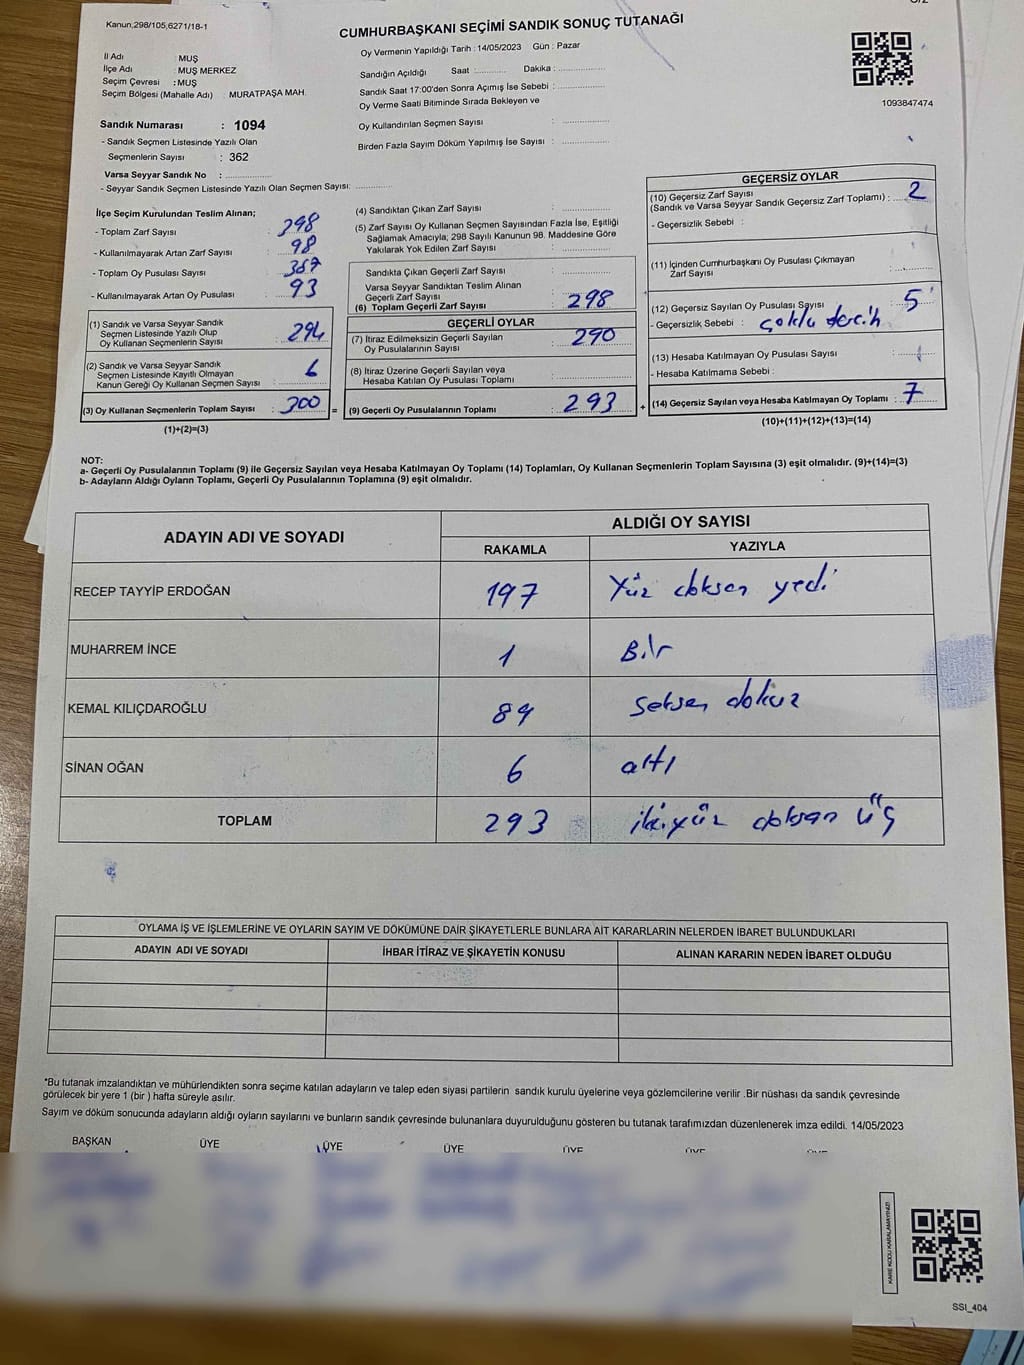 Kanun,298/105,6271/18-1
CUMHURBAŞKANI SEÇİMİ SANDIK SONUÇ TUTANAĞI
İl Adı : MUŞ
İlçe Adı : MUŞ MERKEZ
Seçim Çevresi : MUŞ
Seçim Bölgesi (Mahalle Adı) : MURATPAŞA MAH.
Sandık Numarası : 1094
- Sandık Seçmen Listesinde Yazılı Olan
Seçmenlerin Sayısı : 362
Varsa Seyyar Sandık No :
- Seyyar Sandık Seçmen Listesinde Yazılı Olan Seçmen Sayısı:
Oy Vermenin Yapıldığı Tarih : 14/05/2023 Gün : Pazar
Sandığın Açıldığı Saat : Dakika :
Sandık Saat 17:00'den Sonra Açımış İse Sebebi :
Oy Verme Saati Bitiminde Sırada Bekleyen ve
Oy Kullandırılan Seçmen Sayısı :
Birden Fazla Sayım Döküm Yapılmış İse Sayısı :
1093847474
İlçe Seçim Kurulundan Teslim Alınan;
- Toplam Zarf Sayısı : 398
- Kullanılmayarak Artan Zarf Sayısı : 98
- Toplam Oy Pusulası Sayısı : 387
- Kullanılmayarak Artan Oy Pusulası : 93
(1) Sandık ve Varsa Seyyar Sandık
Seçmen Listesinde Yazılı Olup
Oy Kullanan Seçmenlerin Sayısı : 294
(2) Sandık ve Varsa Seyyar Sandık
Seçmen Listesinde Kayıtlı Olmayan
Kanun Gereği Oy Kullanan Seçmen Sayısı : 6
(3) Oy Kullanan Seçmenlerin Toplam Sayısı : 300 =
(1)+(2)=(3)
(4) Sandıktan Çıkan Zarf Sayısı :
(5) Zarf Sayısı Oy Kullanan Seçmen Sayısından Fazla İse, Eşitliği
Sağlamak Amacıyla; 298 Sayılı Kanunun 98. Maddesine Göre
Yakılarak Yok Edilen Zarf Sayısı :
Sandıkta Çıkan Geçerli Zarf Sayısı :
Varsa Seyyar Sandıktan Teslim Alınan
Geçerli Zarf Sayısı :
(6) Toplam Geçerli Zarf Sayısı : 298
GEÇERLİ OYLAR
(7) İtiraz Edilmeksizin Geçerli Sayılan
Oy Pusulalarının Sayısı : 290
(8) İtiraz Üzerine Geçerli Sayılan veya
Hesaba Katılan Oy Pusulası Toplamı :
(9) Geçerli Oy Pusulalarının Toplamı : 293 +
GEÇERSİZ OYLAR
(10) Geçersiz Zarf Sayısı
(Sandık ve Varsa Seyyar Sandık Geçersiz Zarf Toplamı) : 2
- Geçersizlik Sebebi :
(11) İçinden Cumhurbaşkanı Oy Pusulası Çıkmayan
Zarf Sayısı :
(12) Geçersiz Sayılan Oy Pusulası Sayısı : 5
- Geçersizlik Sebebi : çoklu tercih
(13) Hesaba Katılmayan Oy Pusulası Sayısı :
- Hesaba Katılmama Sebebi :
(14) Geçersiz Sayılan veya Hesaba Katılmayan Oy Toplamı : 7
(10)+(11)+(12)+(13)=(14)
NOT:
a- Geçerli Oy Pusulalarının Toplamı (9) ile Geçersiz Sayılan veya Hesaba Katılmayan Oy Toplamı (14) Toplamları, Oy Kullanan Seçmenlerin Toplam Sayısına (3) eşit olmalıdır. (9)+(14)=(3)
b- Adayların Aldığı Oyların Toplamı, Geçerli Oy Pusulalarının Toplamına (9) eşit olmalıdır.
ADAYIN ADI VE SOYADI ALDIĞI OY SAYISI
RAKAMLA YAZIYLA
RECEP TAYYİP ERDOĞAN 197 Yüz doksan yedi
MUHARREM İNCE 1 Bir
KEMAL KILIÇDAROĞLU 89 Seksen dokuz
SİNAN OĞAN 6 altı
TOPLAM 293 ikiyüz doksan üç
OYLAMA İŞ VE İŞLEMLERİNE VE OYLARIN SAYIM VE DÖKÜMÜNE DAİR ŞİKAYETLERLE BUNLARA AİT KARARLARIN NELERDEN İBARET BULUNDUKLARI
ADAYIN ADI VE SOYADI İHBAR İTİRAZ VE ŞİKAYETİN KONUSU ALINAN KARARIN NEDEN İBARET OLDUĞU
*Bu tutanak imzalandıktan ve mühürlendikten sonra seçime katılan adayların ve talep eden siyasi partilerin sandık kurulu üyelerine veya gözlemcilerine verilir .Bir nüshası da sandık çevresinde
görülecek bir yere 1 (bir ) hafta süreyle asılır.
Sayım ve döküm sonucunda adayların aldığı oyların sayılarını ve bunların sandık çevresinde bulunanlara duyurulduğunu gösteren bu tutanak tarafımızdan düzenlenerek imza edildi. 14/05/2023
BAŞKAN ÜYE ÜYE ÜYE ÜYE ÜYE ÜYE
KARE KODU KARALAMAYINIZ!
SSI_404